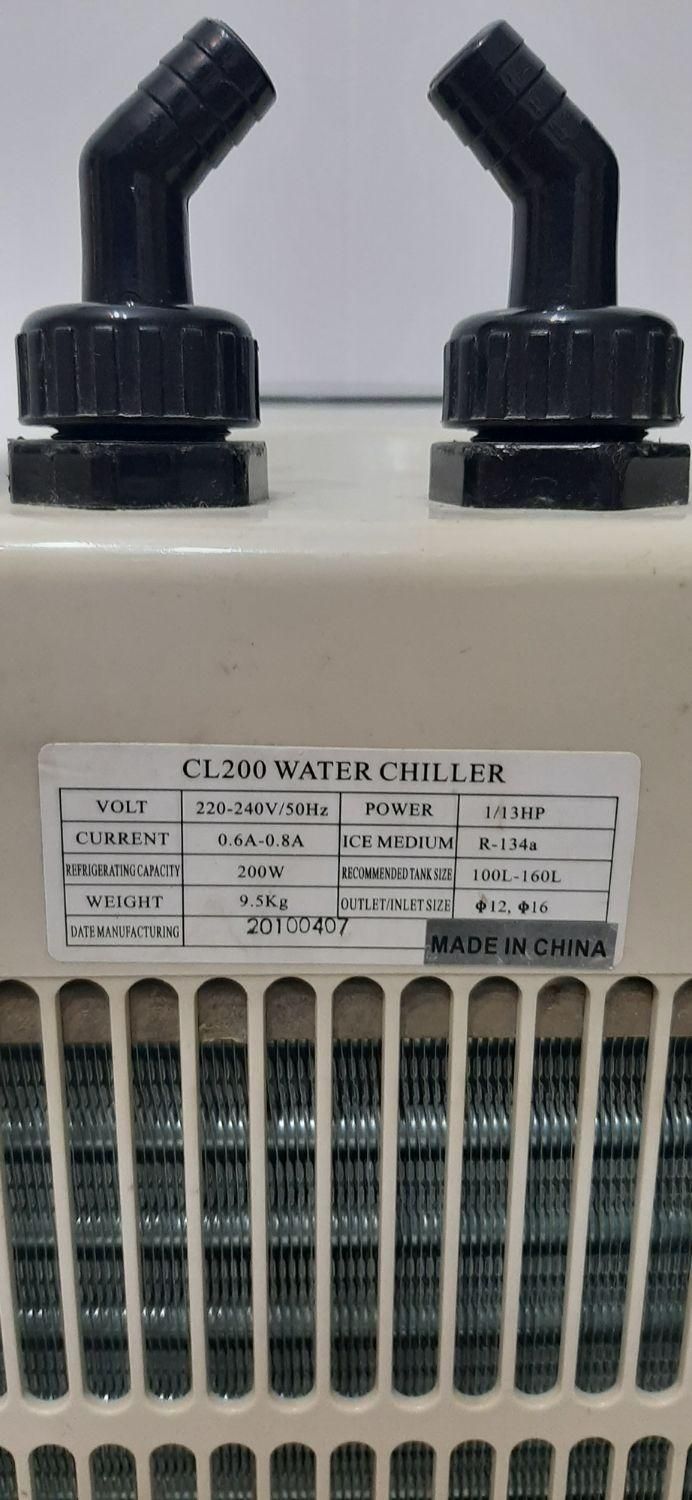 CL200 WATER CHILLER
VOLT 220-240V/50Hz POWER 1/13HP
CURRENT 0.6A-0.8A ICE MEDIUM R-134a
REFRIGERATING CAPACITY 200W RECOMMENDED TANK SIZE 100L-160L
WEIGHT 9.5Kg OUTLET/INLET SIZE Φ12, Φ16
DATE MANUFACTURING 20100407
MADE IN CHINA